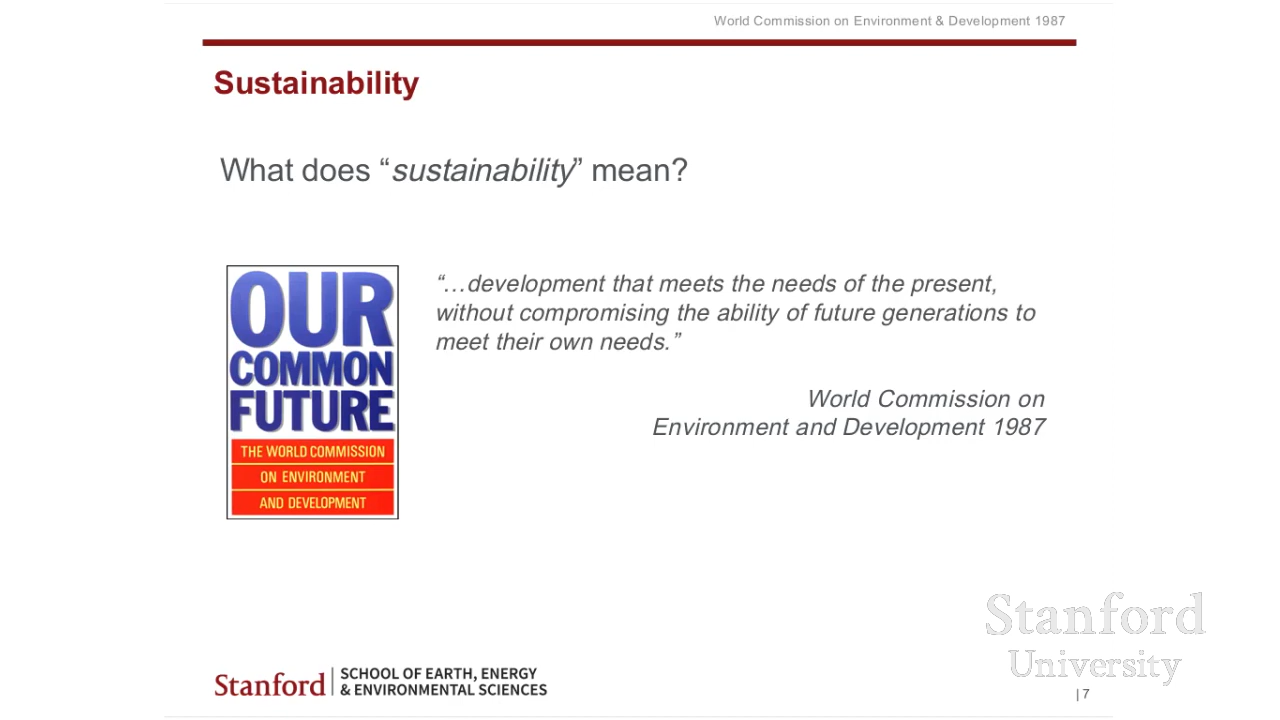 World Commission on Environment & Development 1987
Sustainability
What does “sustainability” mean?
OUR
COMMON
FUTURE
THE WORLD COMMISSION
ON ENVIRONMENT
AND DEVELOPMENT
“…development that meets the needs of the present,
without compromising the ability of future generations to
meet their own needs.”
World Commission on
Environment and Development 1987
Stanford
University
Stanford
SCHOOL OF EARTH, ENERGY
& ENVIRONMENTAL SCIENCES
| 7